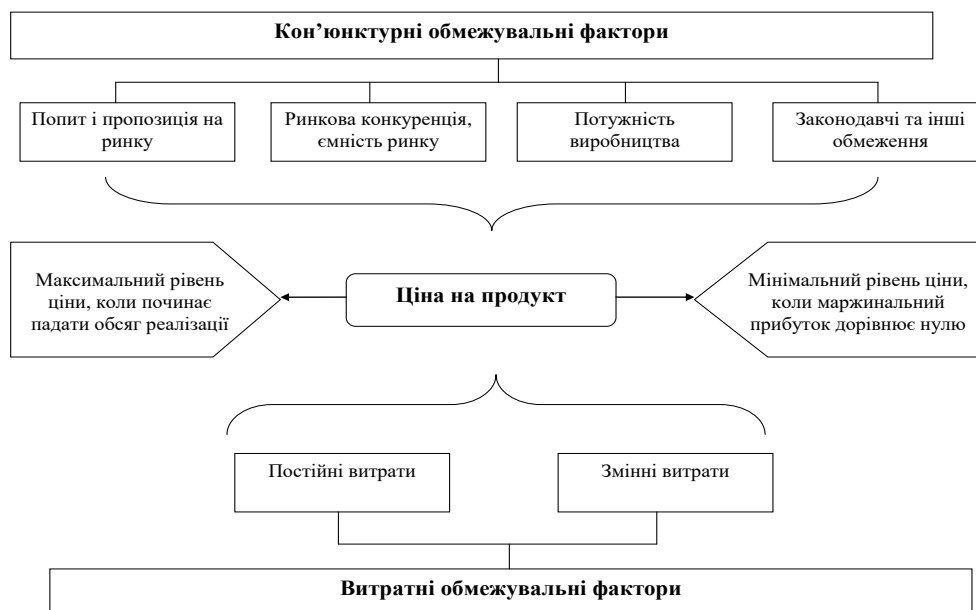 Кон’юнктурні обмежувальні фактори
Попит і пропозиція на
ринку
Ринкова конкуренція,
ємність ринку
Потужність
виробництва
Законодавчі та інші
обмеження
Максимальний рівень
ціни, коли починає
падати обсяг реалізації
Ціна на продукт
Мінімальний рівень ціни,
коли маржинальний
прибуток дорівнює нулю
Постійні витрати
Змінні витрати
Витратні обмежувальні фактори